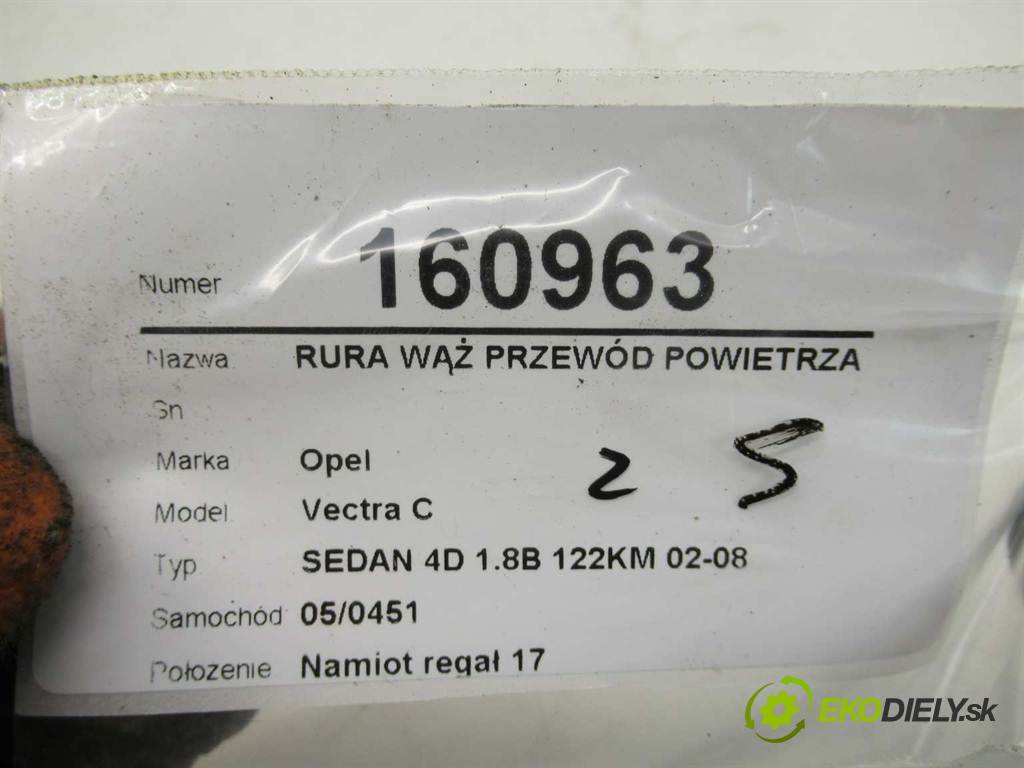 Numer 160963
Nazwa RURA WĄŻ PRZEWÓD POWIETRZA
Sn
Marka Opel
2 5
Model Vectra C
Typ SEDAN 4D 1.8B 122KM 02-08
Samochód 05/0451
Położenie Namiot regał 17
EKODIELY.sk